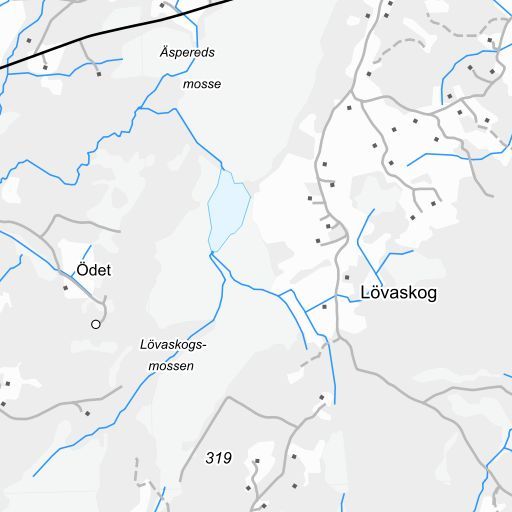 Äspereds
mosse
Ödet
Lövaskog
Lövaskogs-
mossen
319